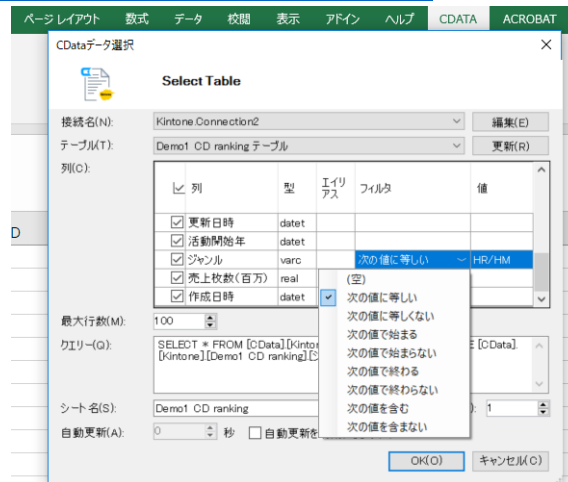 ページ レイアウト 数式 データ 校閲 表示 アドイン ヘルプ CDATA ACROBAT
CDataデータ選択
Select Table
接続名(N): Kintone.Connection2 編集(E)
テーブル(T): Demo1 CD ranking テーブル 更新(R)
列(C):
列 型 エイリアス フィルタ 値
更新日時 datet
活動開始年 datet
D
ジャンル varc 次の値に等しい HR/HM
売上枚数(百万) real (空)
作成日時 datet 次の値に等しい
次の値に等しくない
最大行数(M): 100
次の値で始まる
クエリー(Q): SELECT * FROM [CData].[Kinto E [CData].
[Kintone].[Demo1 CD ranking].[
次の値で始まらない
次の値で終わる
次の値で終わらない
シート名(S): Demo1 CD ranking 次の値を含む ): 1
次の値を含まない
自動更新(A): 0 秒 自動更新を
OK(O) キャンセル(C)